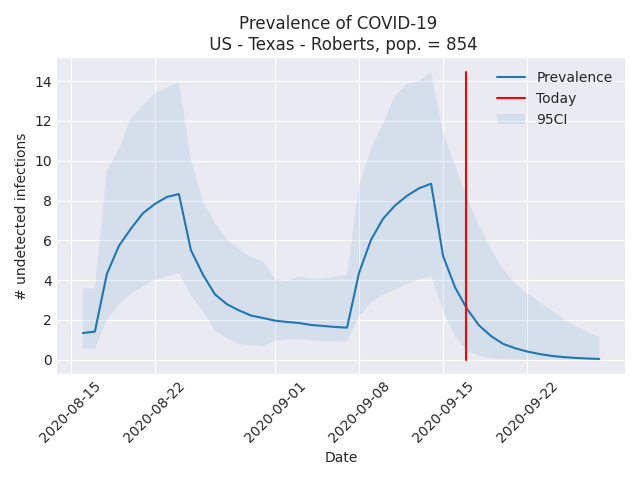 Prevalence of COVID-19
US - Texas - Roberts, pop. = 854
14
12
10
8
6
4
2
0
# undetected infections
Prevalence
Today
95CI
2020-08-15
2020-08-22
2020-09-01
2020-09-08
2020-09-15
2020-09-22
Date